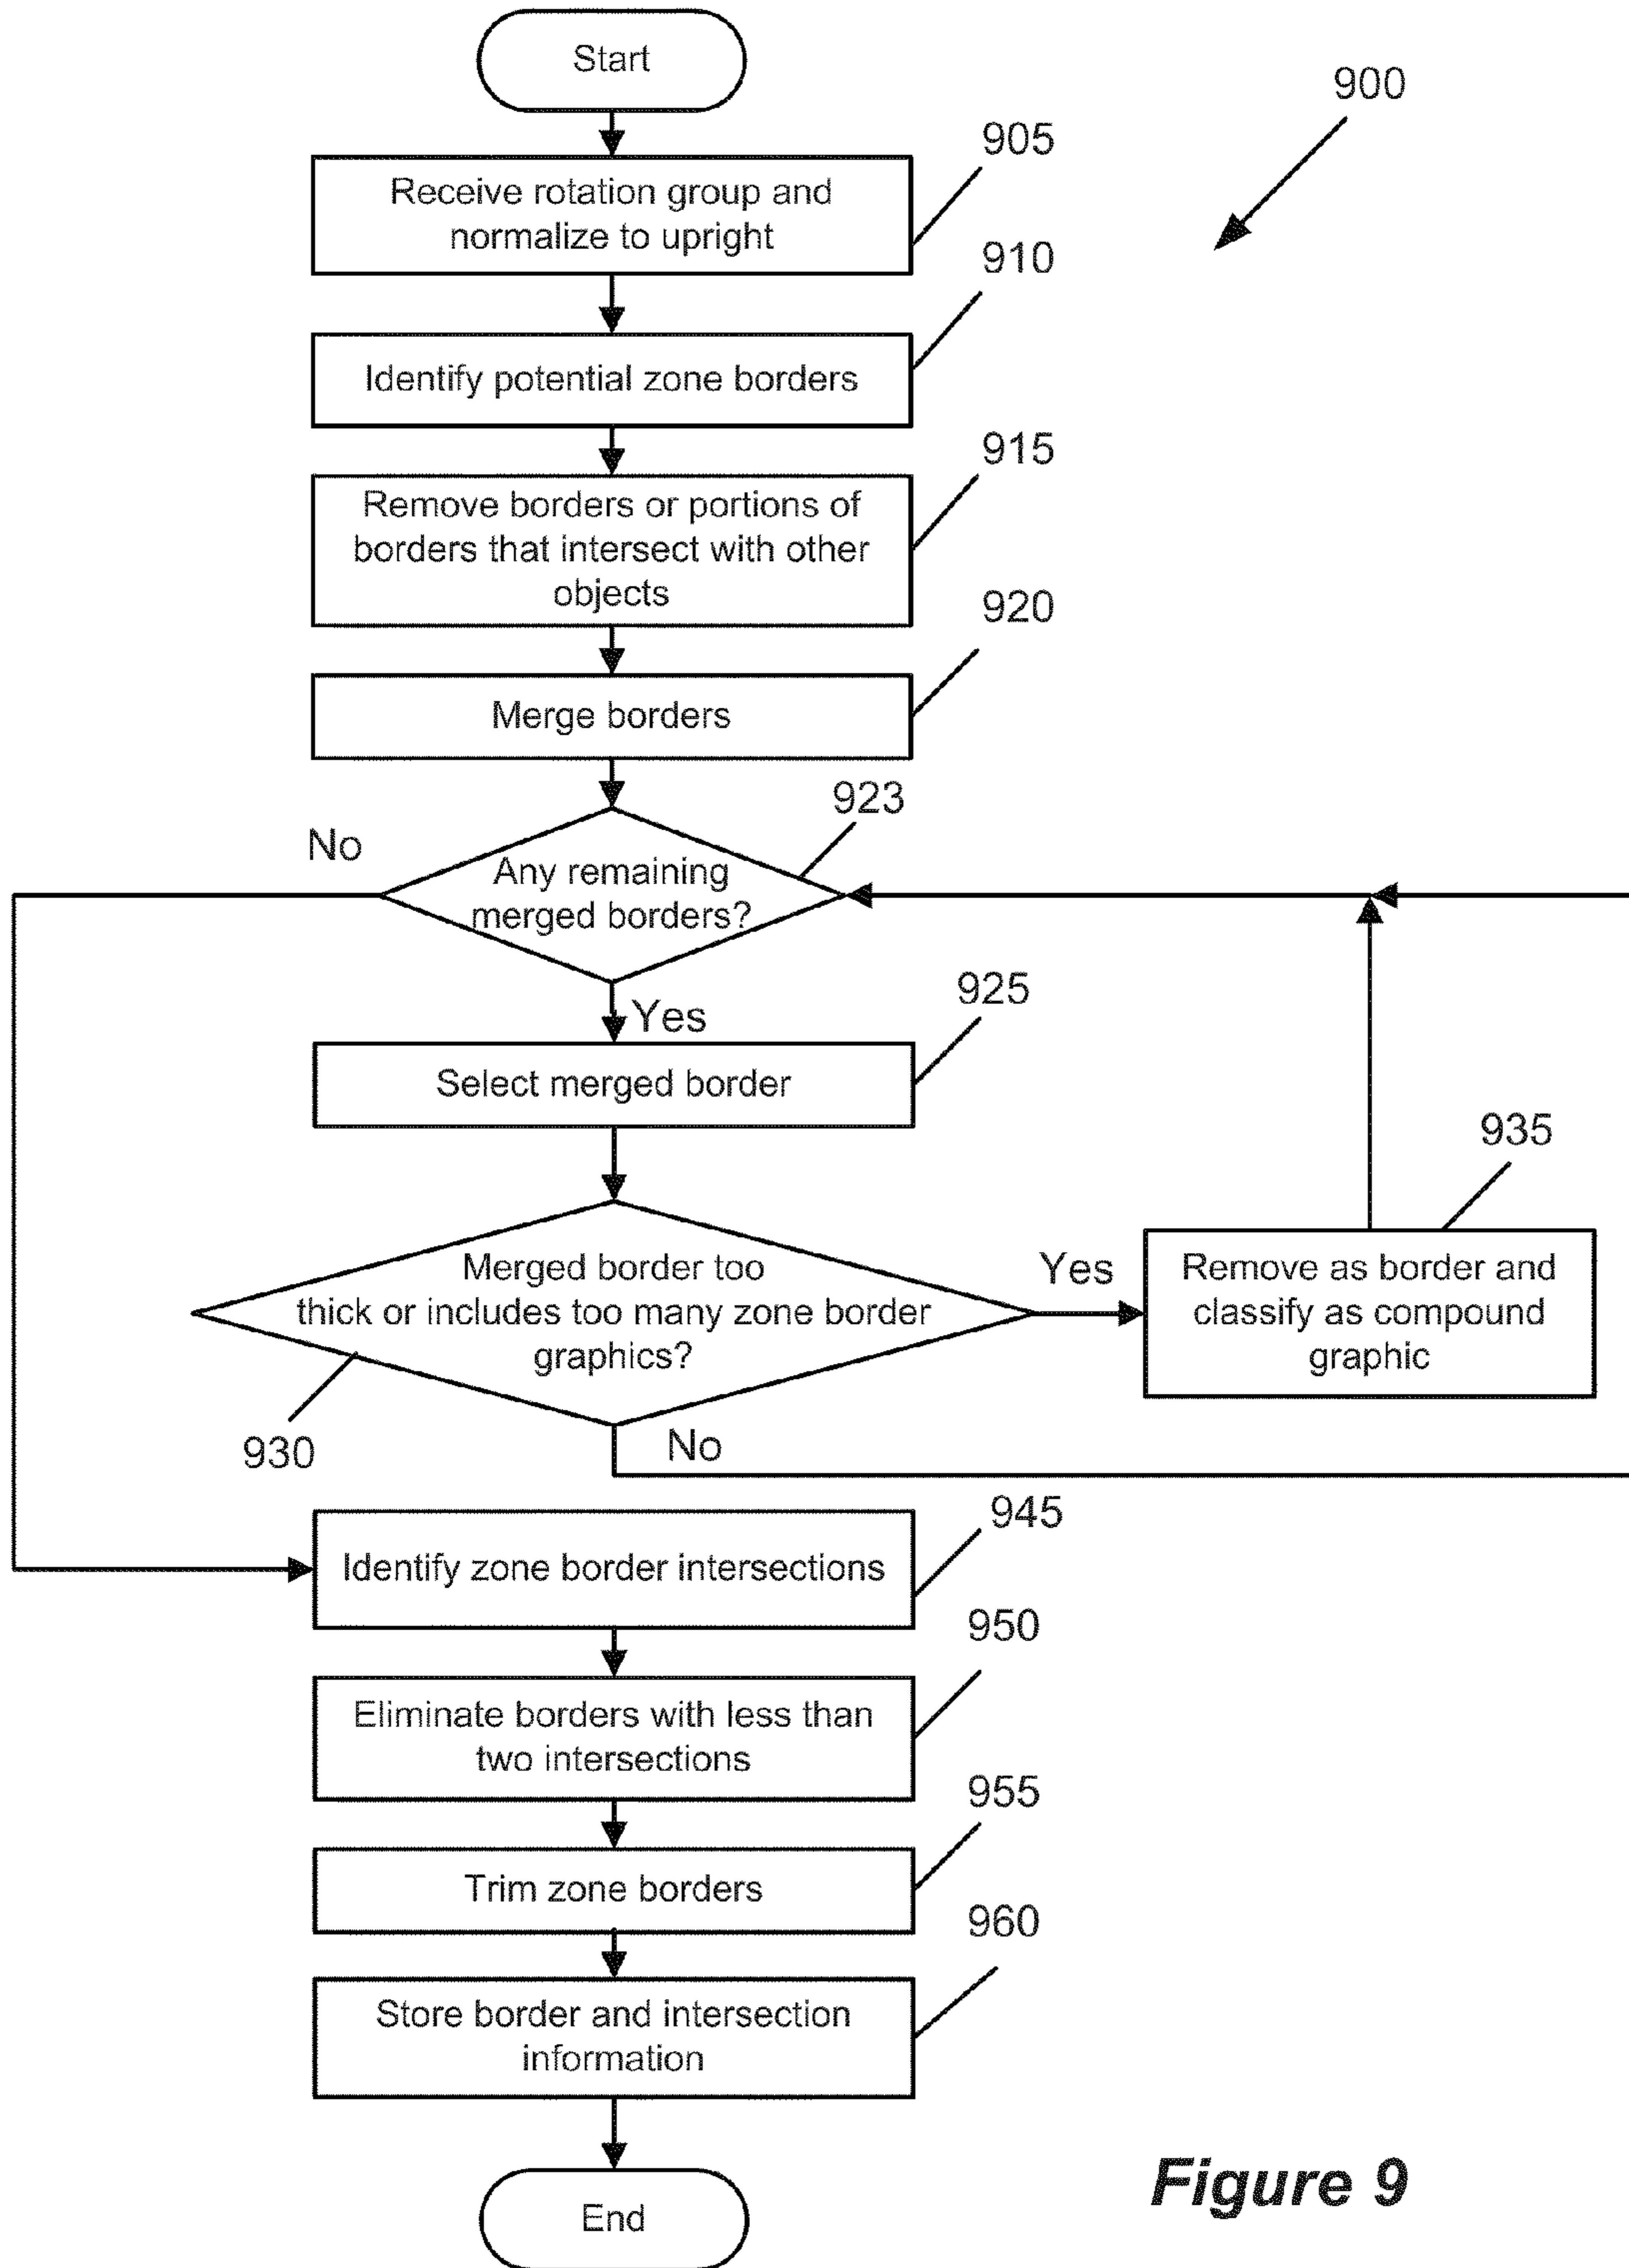 Start
900
905
Receive rotation group and
normalize to upright
910
Identify potential zone borders
915
Remove borders or portions of
borders that intersect with other
objects
920
Merge borders
923
No
Any remaining
merged borders?
925
Yes
Select merged border
935
Merged border too
thick or includes too many zone border
graphics?
Yes
Remove as border and
classify as compound
graphic
930
No
945
Identify zone border intersections
950
Eliminate borders with less than
two intersections
955
Trim zone borders
960
Store border and intersection
information
End
Figure 9